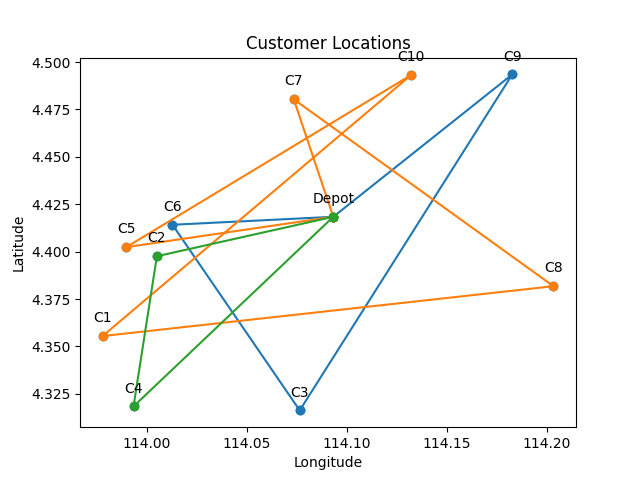 Customer Locations
4.500
4.475
4.450
4.425
4.400
4.375
4.350
4.325
Latitude
C10
C9
C7
Depot
C6
C5
C2
C8
C1
C4
C3
114.00
114.05
114.10
114.15
114.20
Longitude